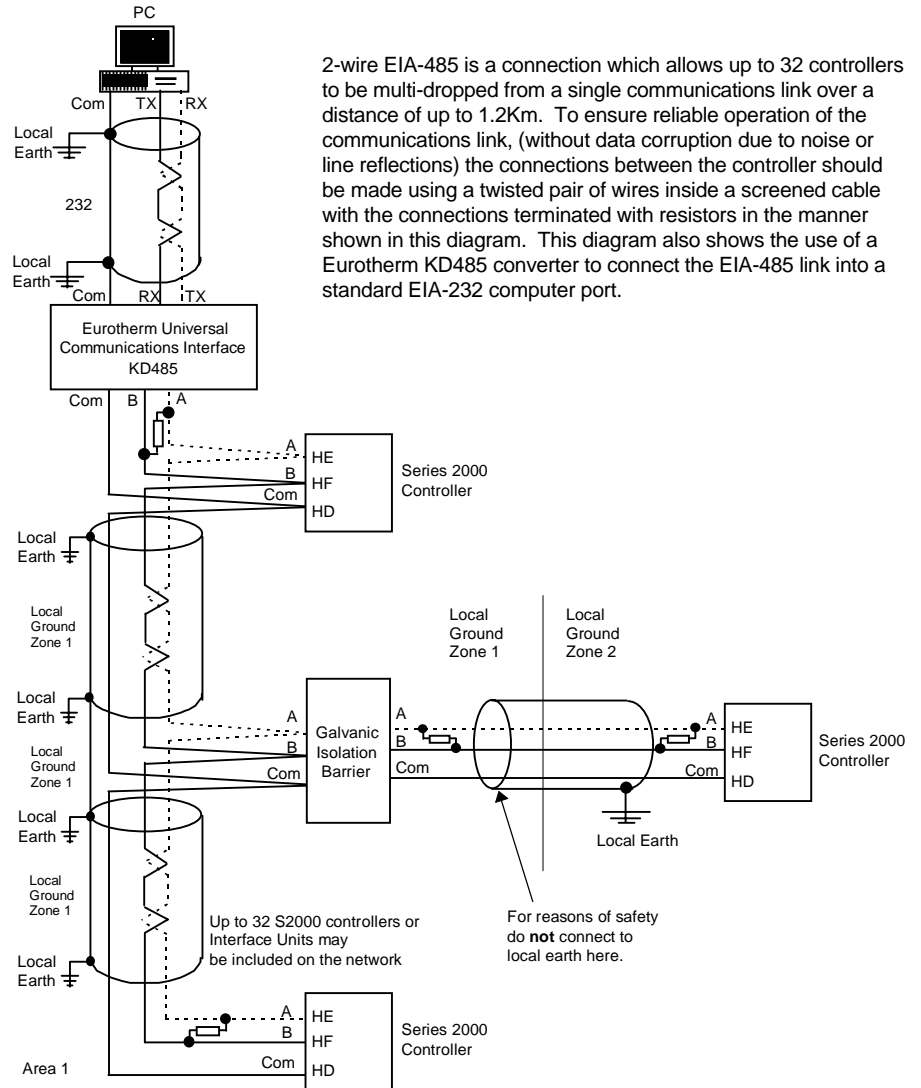 PC
2-wire EIA-485 is a connection which allows up to 32 controllers
to be multi-dropped from a single communications link over a
distance of up to 1.2Km.  To ensure reliable operation of the
communications link, (without data corruption due to noise or
line reflections) the connections between the controller should
be made using a twisted pair of wires inside a screened cable
with the connections terminated with resistors in the manner
shown in this diagram.  This diagram also shows the use of a
Eurotherm KD485 converter to connect the EIA-485 link into a
standard EIA-232 computer port.
Com TX RX
Local
Earth
232
Local
Earth
Com RX TX
Eurotherm Universal
Communications Interface
KD485
Com B A
A HE
B HF
Com HD
Series 2000
Controller
Local
Earth
Local
Ground
Zone 1
Local
Earth
Local
Ground
Zone 1
Local
Ground
Zone 2
A
B
Com
Galvanic
Isolation
Barrier
A
B
Com
A HE
B HF
Com HD
Series 2000
Controller
Local Earth
Local
Ground
Zone 1
Local
Earth
Local
Ground
Zone 1
For reasons of safety
do not connect to
local earth here.
Up to 32 S2000 controllers or
Interface Units may
be included on the network
Local
Earth
A HE
B HF
Com HD
Series 2000
Controller
Area 1